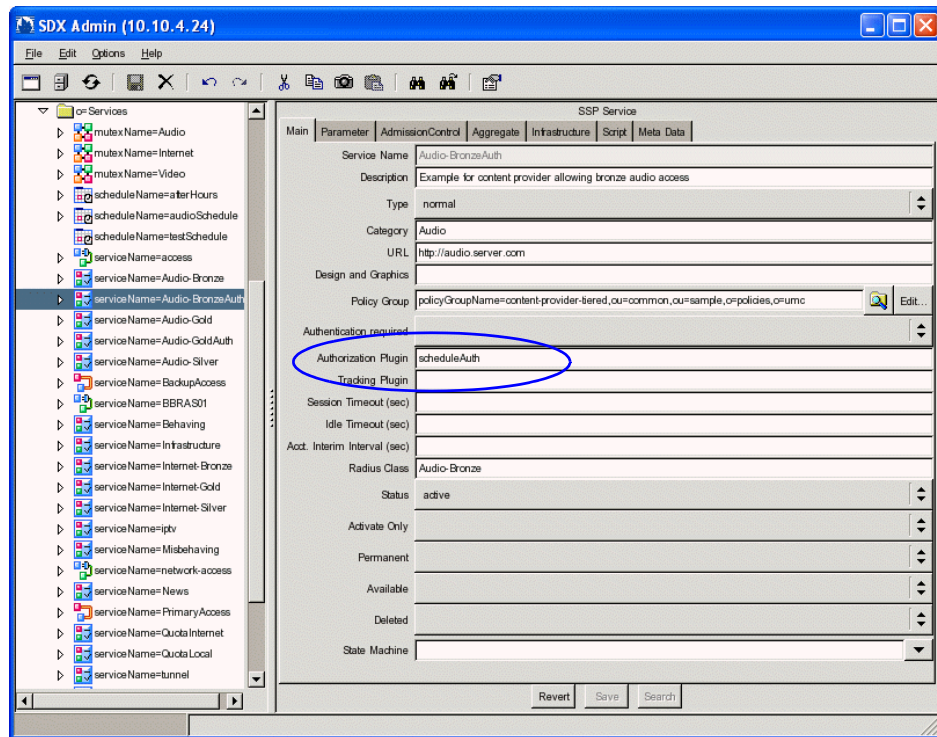 SDX Admin (10.10.4.24)
File Edit Options Help
o=Services
mutexName=Audio
mutexName=Internet
mutexName=Video
scheduleName=afterHours
scheduleName=audioSchedule
scheduleName=testSchedule
serviceName=access
serviceName=Audio-Bronze
serviceName=Audio-BronzeAuth
serviceName=Audio-Gold
serviceName=Audio-GoldAuth
serviceName=Audio-Silver
serviceName=BackupAccess
serviceName=BBRAS01
serviceName=Behaving
serviceName=Infrastructure
serviceName=Internet-Bronze
serviceName=Internet-Gold
serviceName=Internet-Silver
serviceName=iptv
serviceName=Misbehaving
serviceName=network-access
serviceName=News
serviceName=PrimaryAccess
serviceName=QuotaInternet
serviceName=QuotaLocal
serviceName=tunnel
SSP Service
Main Parameter AdmissionControl Aggregate Infrastructure Script Meta Data
Service Name Audio-BronzeAuth
Description Example for content provider allowing bronze audio access
Type normal
Category Audio
URL http://audio.server.com
Design and Graphics
Policy Group policyGroupName=content-provider-tiered,ou=common,ou=sample,o=policies,o=umc Edit...
Authentication required
Authorization Plugin scheduleAuth
Tracking Plugin
Session Timeout (sec)
Idle Timeout (sec)
Acct. Interim Interval (sec)
Radius Class Audio-Bronze
Status active
Activate Only
Permanent
Available
Deleted
State Machine
Revert Save Search